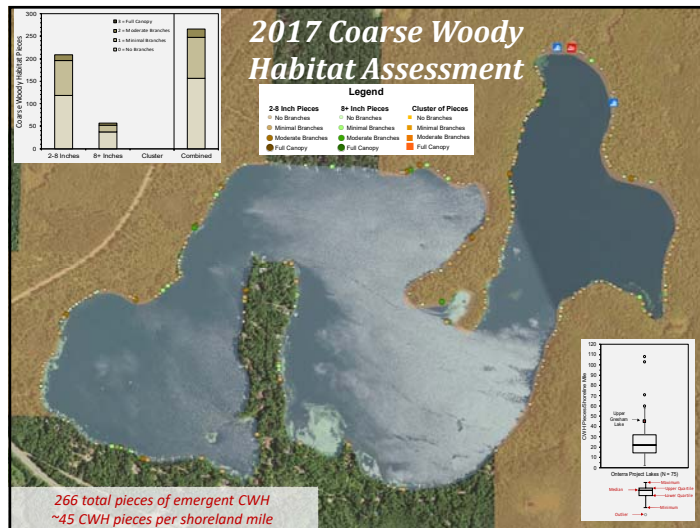 2017 Coarse Woody
Habitat Assessment
Coarse Woody Habitat Pieces
300
250
200
150
100
50
0
3 = Full Canopy
2 = Moderate Branches
1 = Minimal Branches
0 = No Branches
2-8 Inches
8+ Inches
Cluster
Combined
Legend
2-8 Inch Pieces
No Branches
Minimal Branches
Moderate Branches
Full Canopy
8+ Inch Pieces
No Branches
Minimal Branches
Moderate Branches
Full Canopy
Cluster of Pieces
No Branches
Minimal Branches
Moderate Branches
Full Canopy
CWH Pieces/Shoreline Mile
120
110
100
90
80
70
60
50
40
30
20
10
0
Upper
Gresham
Lake
Onterra Project Lakes (N = 75)
Maximum
Upper Quartile
Median
Lower Quartile
Minimum
Outlier
266 total pieces of emergent CWH
~45 CWH pieces per shoreland mile